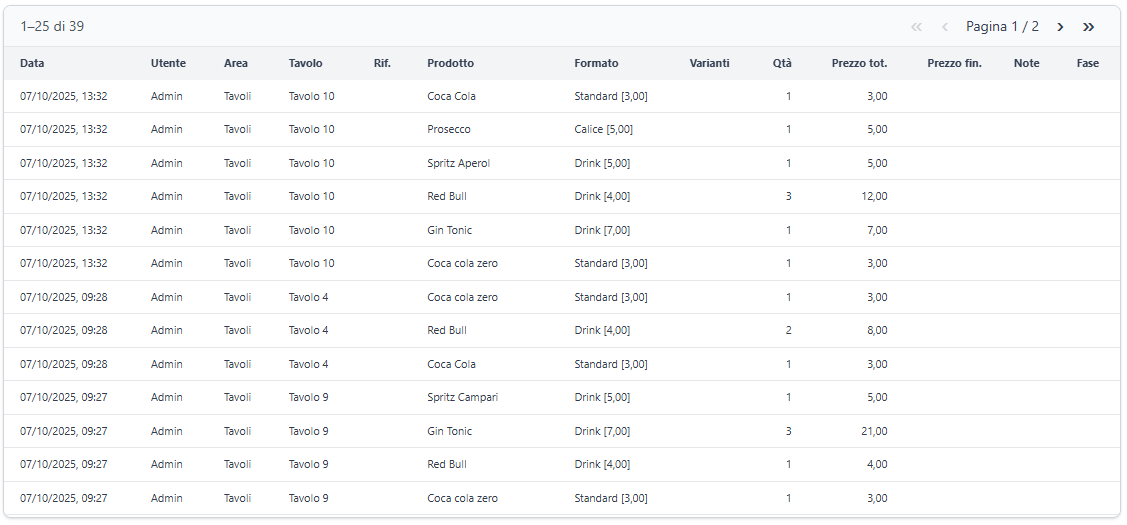 1–25 di 39 Pagina 1 / 2
Data Utente Area Tavolo Rif. Prodotto Formato Varianti Qtà Prezzo tot. Prezzo fin. Note Fase
07/10/2025, 13:32 Admin Tavoli Tavolo 10 Coca Cola Standard [3,00] 1 3,00
07/10/2025, 13:32 Admin Tavoli Tavolo 10 Prosecco Calice [5,00] 1 5,00
07/10/2025, 13:32 Admin Tavoli Tavolo 10 Spritz Aperol Drink [5,00] 1 5,00
07/10/2025, 13:32 Admin Tavoli Tavolo 10 Red Bull Drink [4,00] 3 12,00
07/10/2025, 13:32 Admin Tavoli Tavolo 10 Gin Tonic Drink [7,00] 1 7,00
07/10/2025, 13:32 Admin Tavoli Tavolo 10 Coca cola zero Standard [3,00] 1 3,00
07/10/2025, 09:28 Admin Tavoli Tavolo 4 Coca cola zero Standard [3,00] 1 3,00
07/10/2025, 09:28 Admin Tavoli Tavolo 4 Red Bull Drink [4,00] 2 8,00
07/10/2025, 09:28 Admin Tavoli Tavolo 4 Coca Cola Standard [3,00] 1 3,00
07/10/2025, 09:27 Admin Tavoli Tavolo 9 Spritz Campari Drink [5,00] 1 5,00
07/10/2025, 09:27 Admin Tavoli Tavolo 9 Gin Tonic Drink [7,00] 3 21,00
07/10/2025, 09:27 Admin Tavoli Tavolo 9 Red Bull Drink [4,00] 1 4,00
07/10/2025, 09:27 Admin Tavoli Tavolo 9 Coca cola zero Standard [3,00] 1 3,00